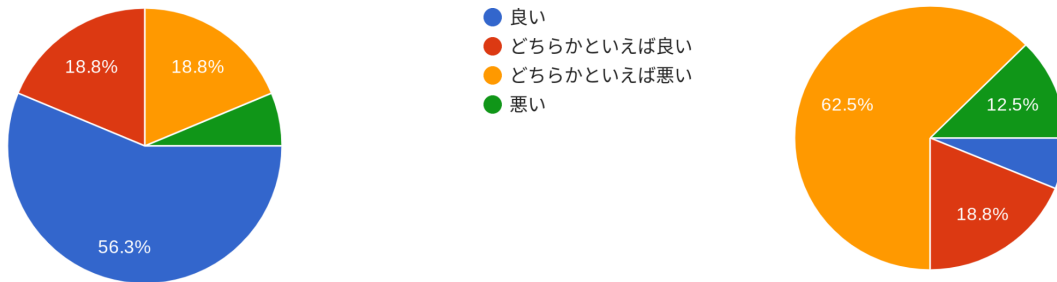 18.8%
18.8%
56.3%
良い
どちらかといえば良い
どちらかといえば悪い
悪い
62.5%
12.5%
18.8%